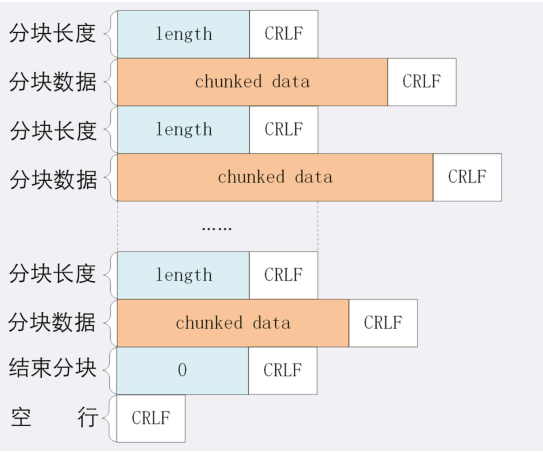 分块长度 length CRLF
分块数据 chunked data CRLF
分块长度 length CRLF
分块数据 chunked data CRLF
......
分块长度 length CRLF
分块数据 chunked data CRLF
结束分块 0 CRLF
空 行 CRLF